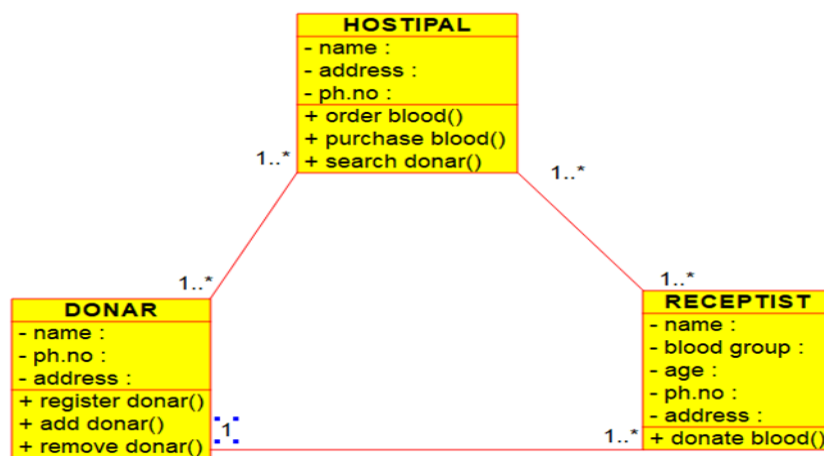 HOSTIPAL
- name :
- address :
- ph.no :
+ order blood()
+ purchase blood()
+ search donar()
1..*
1..*
1..*
1..*
DONAR
- name :
- ph.no :
- address :
+ register donar()
+ add donar()
+ remove donar()
1
1..*
RECEPTIST
- name :
- blood group :
- age :
- ph.no :
- address :
+ donate blood()